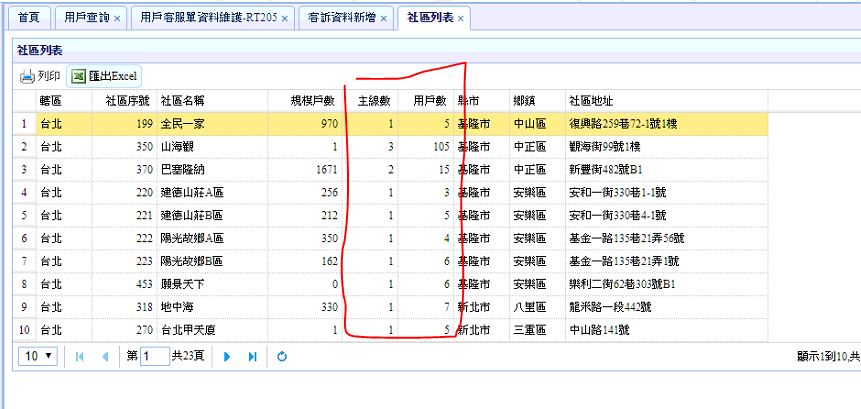 首頁 用戶查詢 × 用戶客服單資料維護-RT205 × 客訴資料新增 × 社區列表 ×
社區列表
列印 匯出Excel
轄區 社區序號 社區名稱 規模戶數 主線數 用戶數 縣市 鄉鎮 社區地址
1 台北 199 全民一家 970 1 5 基隆市 中山區 復興路259巷72-1號1樓
2 台北 350 山海觀 1 3 105 基隆市 中正區 觀海街99號1樓
3 台北 370 巴塞隆納 1671 2 15 基隆市 中正區 新豐街482號B1
4 台北 220 建德山莊A區 256 1 3 基隆市 安樂區 安和一街330巷1-1號
5 台北 221 建德山莊B區 212 1 5 基隆市 安樂區 安和一街330巷4-1號
6 台北 222 陽光故鄉A區 350 1 4 基隆市 安樂區 基金一路135巷21弄56號
7 台北 223 陽光故鄉B區 162 1 6 基隆市 安樂區 基金一路135巷21弄1號
8 台北 453 願景天下 0 1 6 基隆市 安樂區 樂利二街62巷303號B1
9 台北 318 地中海 330 1 7 新北市 八里區 龍米路一段442號
10 台北 270 台北甲天廈 1 1 5 新北市 三重區 中山路141號
10 第 1 共23頁 顯示1到10,共